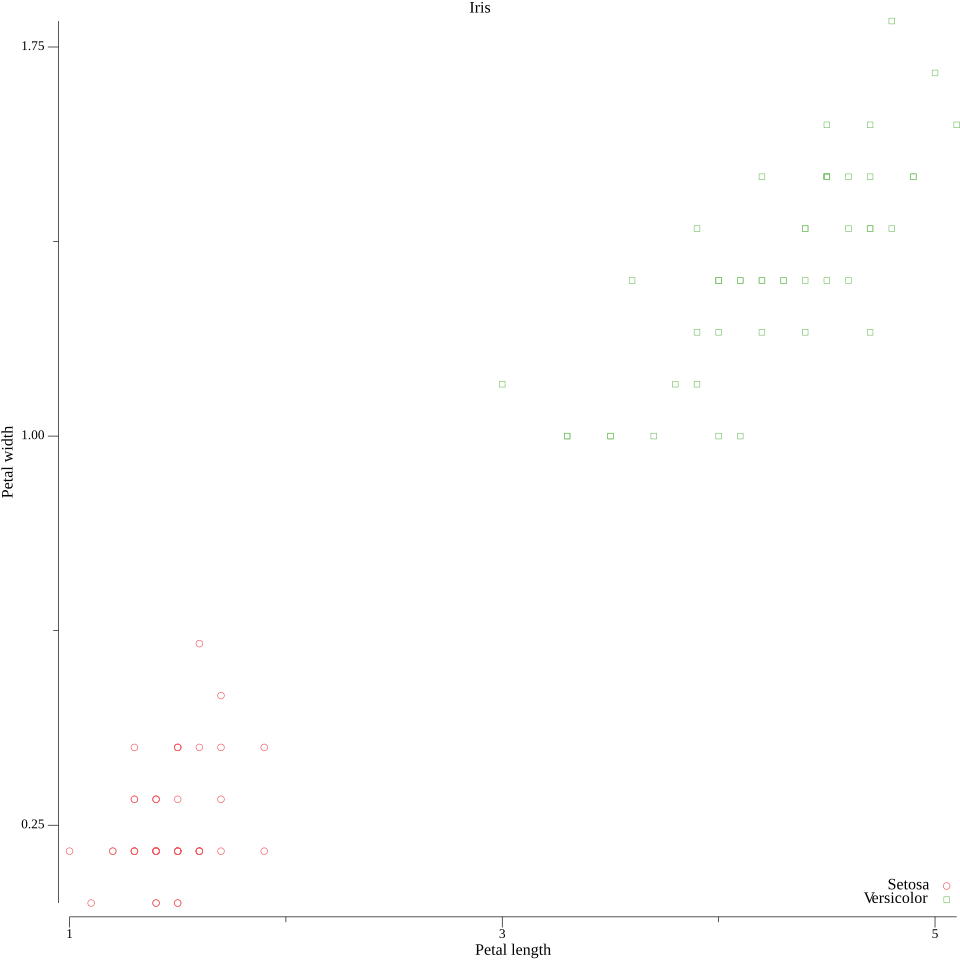 Iris
1.75
1.00
0.25
Petal width
Setosa
Versicolor
1
3
5
Petal length